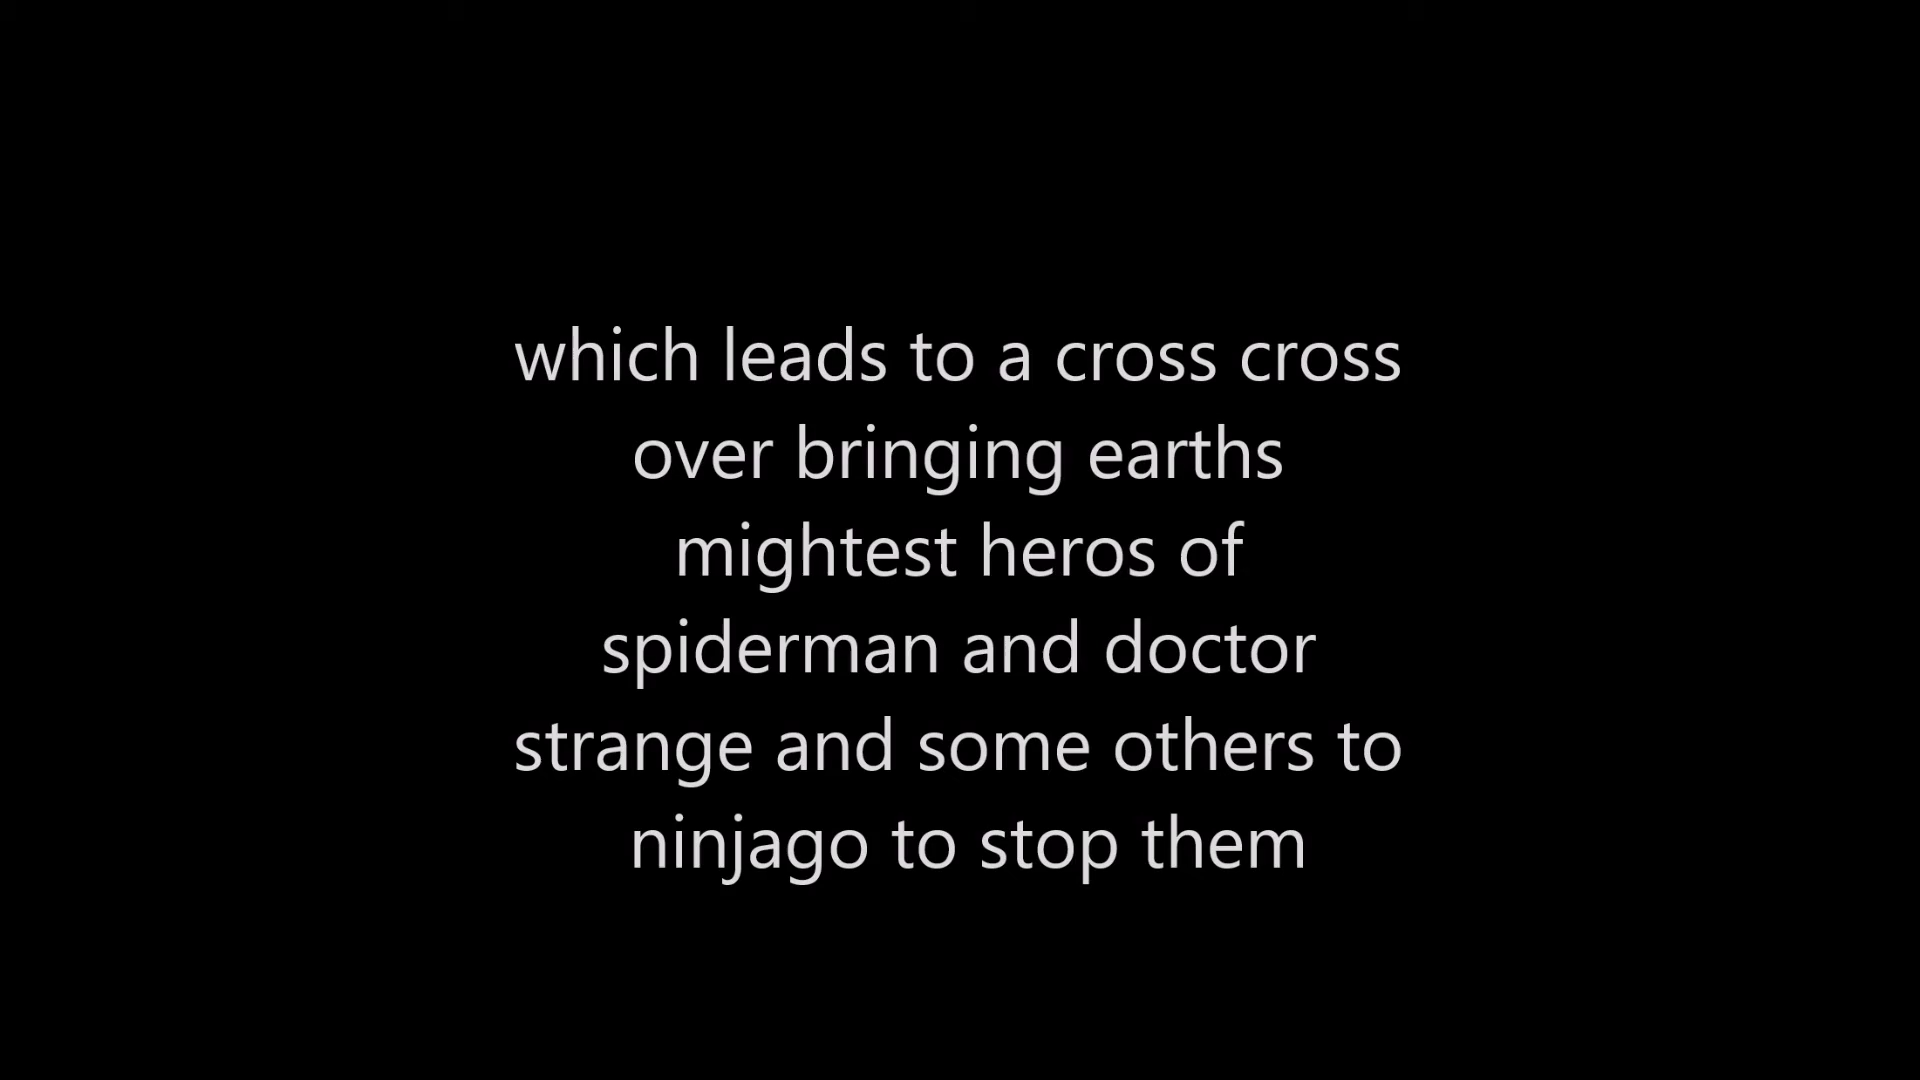 which leads to a cross cross
over bringing earths
mightest heros of
spiderman and doctor
strange and some others to
ninjago to stop them